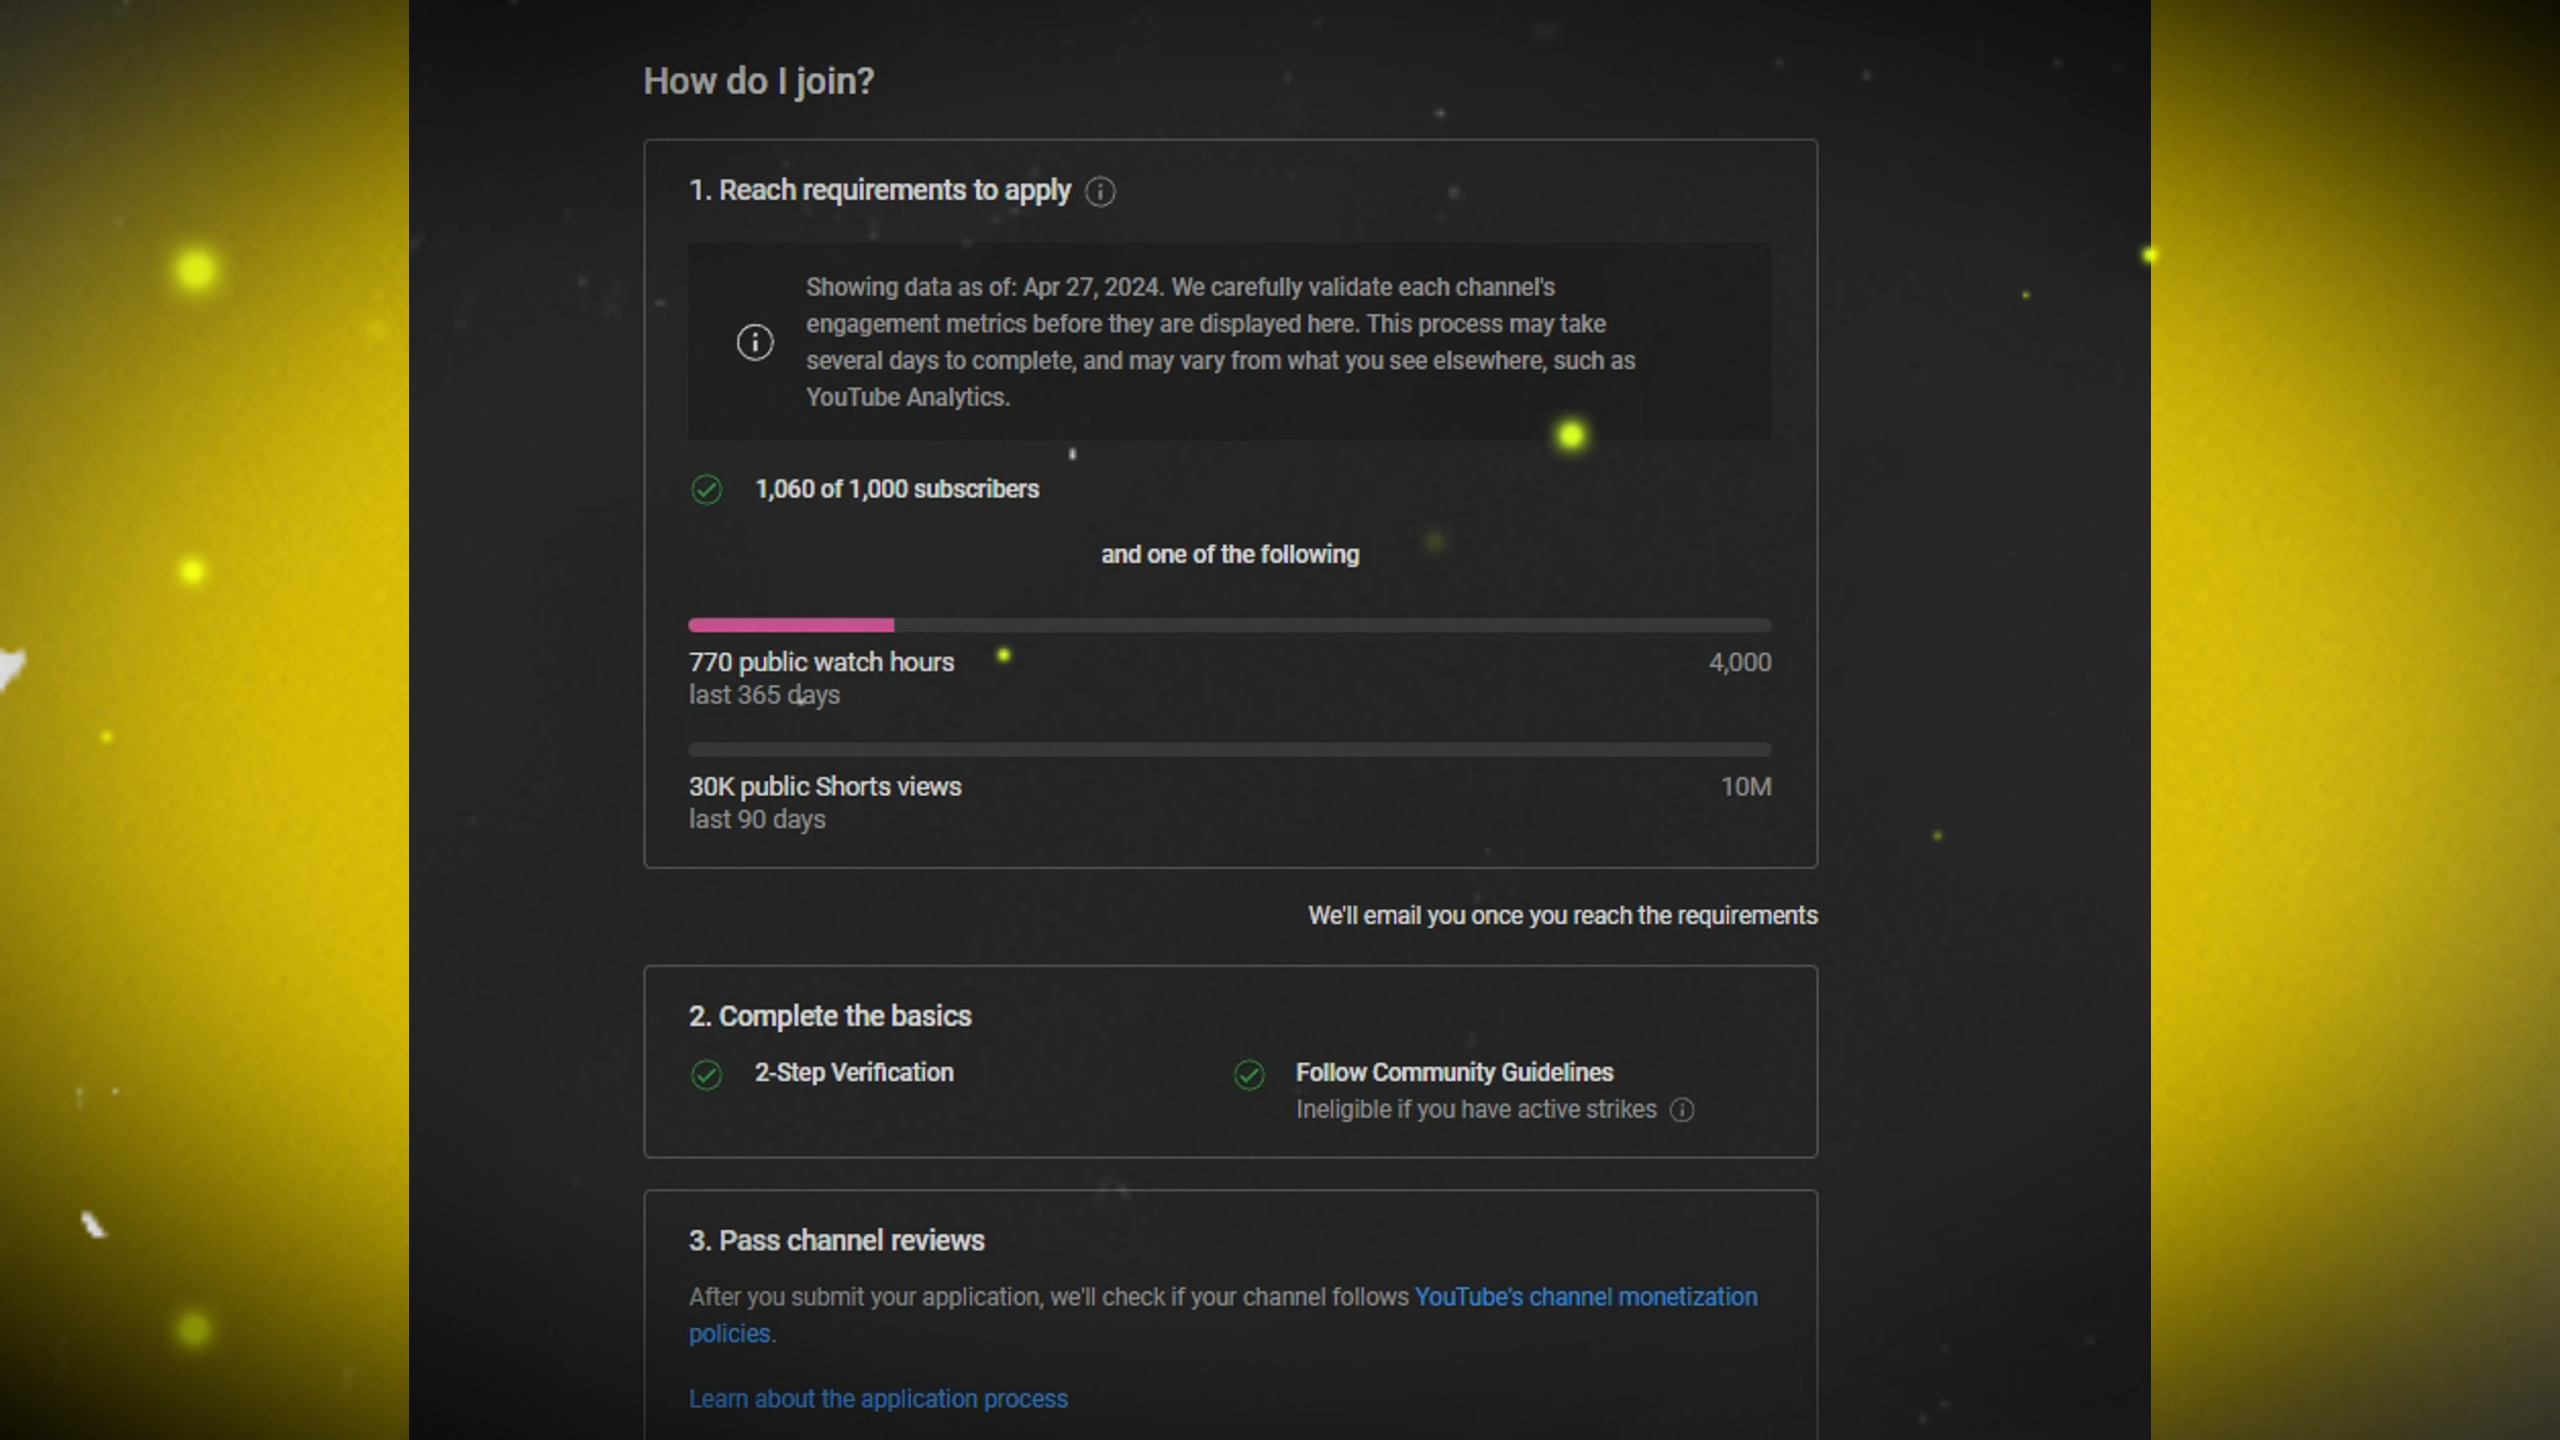 How do I join?
1. Reach requirements to apply
Showing data as of: Apr 27, 2024. We carefully validate each channel's
engagement metrics before they are displayed here. This process may take
several days to complete, and may vary from what you see elsewhere, such as
YouTube Analytics.
1,060 of 1,000 subscribers
and one of the following
770 public watch hours
4,000
last 365 days
30K public Shorts views
10M
last 90 days
We'll email you once you reach the requirements
2. Complete the basics
2-Step Verification
Follow Community Guidelines
Ineligible if you have active strikes
3. Pass channel reviews
After you submit your application, we'll check if your channel follows YouTube's channel monetization
policies.
Learn about the application process